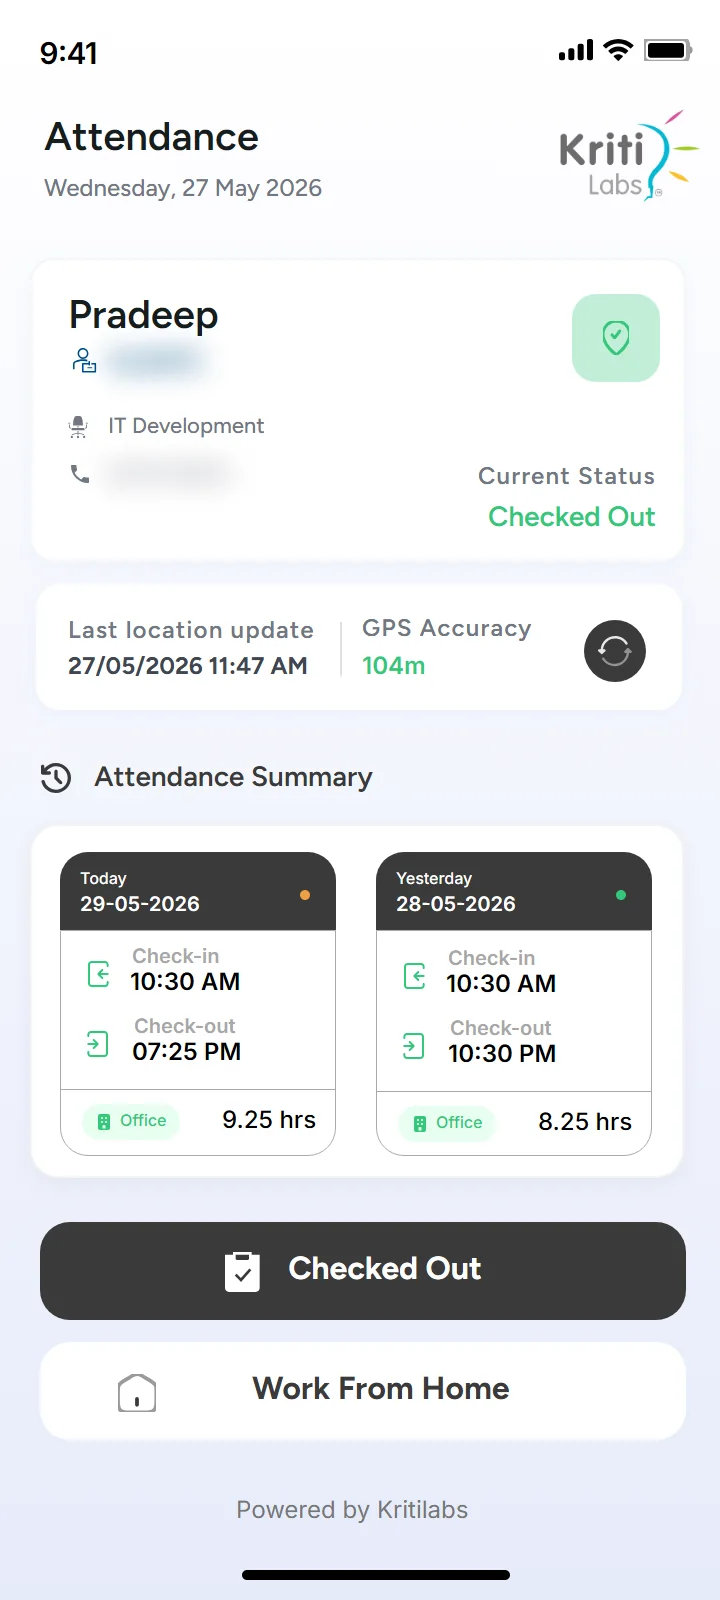 9:41
Attendance
Wednesday, 27 May 2026
Kriti
Labs
Pradeep
IT Development
Current Status
Checked Out
Last location update
27/05/2026 11:47 AM
GPS Accuracy
104m
Attendance Summary
Today
29-05-2026
Check-in
10:30 AM
Check-out
07:25 PM
Office
9.25 hrs
Yesterday
28-05-2026
Check-in
10:30 AM
Check-out
10:30 PM
Office
8.25 hrs
Checked Out
Work From Home
Powered by Kritilabs